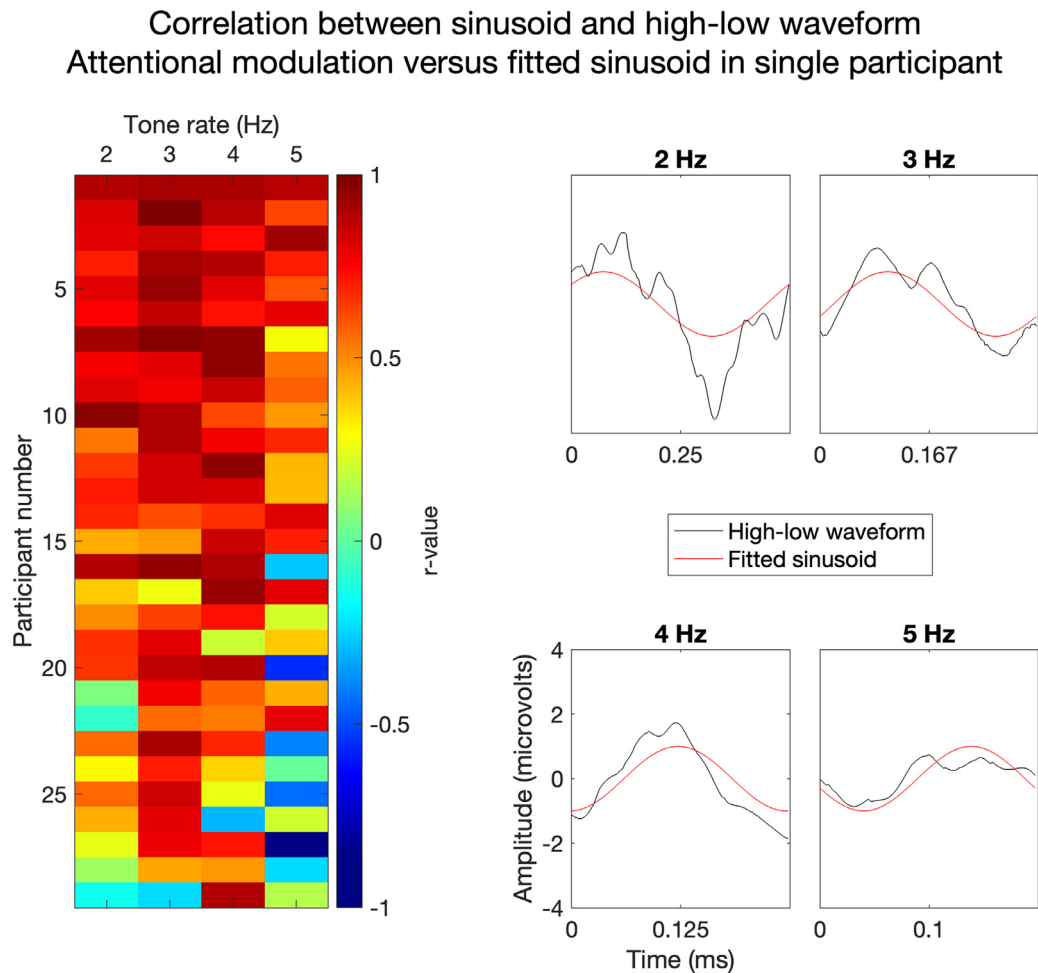 Correlation between sinusoid and high-low waveform
Attentional modulation versus fitted sinusoid in single participant
Tone rate (Hz)
2 3 4 5
Participant number
5
10
15
20
25
1
0.5
0
-0.5
-1
r-value
2 Hz
0 0.25
3 Hz
0 0.167
High-low waveform
Fitted sinusoid
4 Hz
Amplitude (microvolts)
4
2
0
-2
-4
0 0.125
Time (ms)
5 Hz
0 0.1